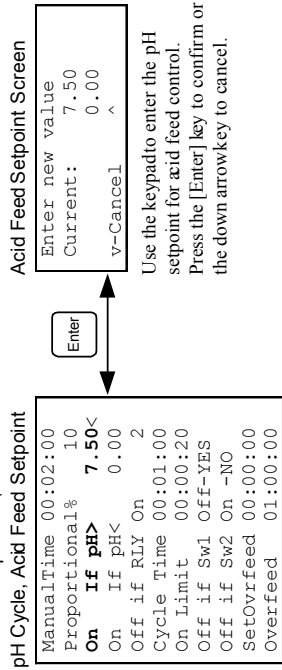 pH Cycle, Acid Feed Setpoint
ManualTime 00:02:00
Proportional% 10
On If pH> 7.50<
On If pH< 0.00
Off if RLY On 2
Cycle Time 00:01:00
On Limit 00:00:20
Off if Sw1 Off-YES
Off if Sw2 On -NO
SetOvrfeed 00:00:00
Overfeed 01:00:00
Enter
Acid Feed Setpoint Screen
Enter new value
Current: 7.50
0.00
v-Cancel ^
Use the keypadto enter the pH
setpoint for acid feed control.
Press the [Enter] key to confirm or
the down arrowkey to cancel.